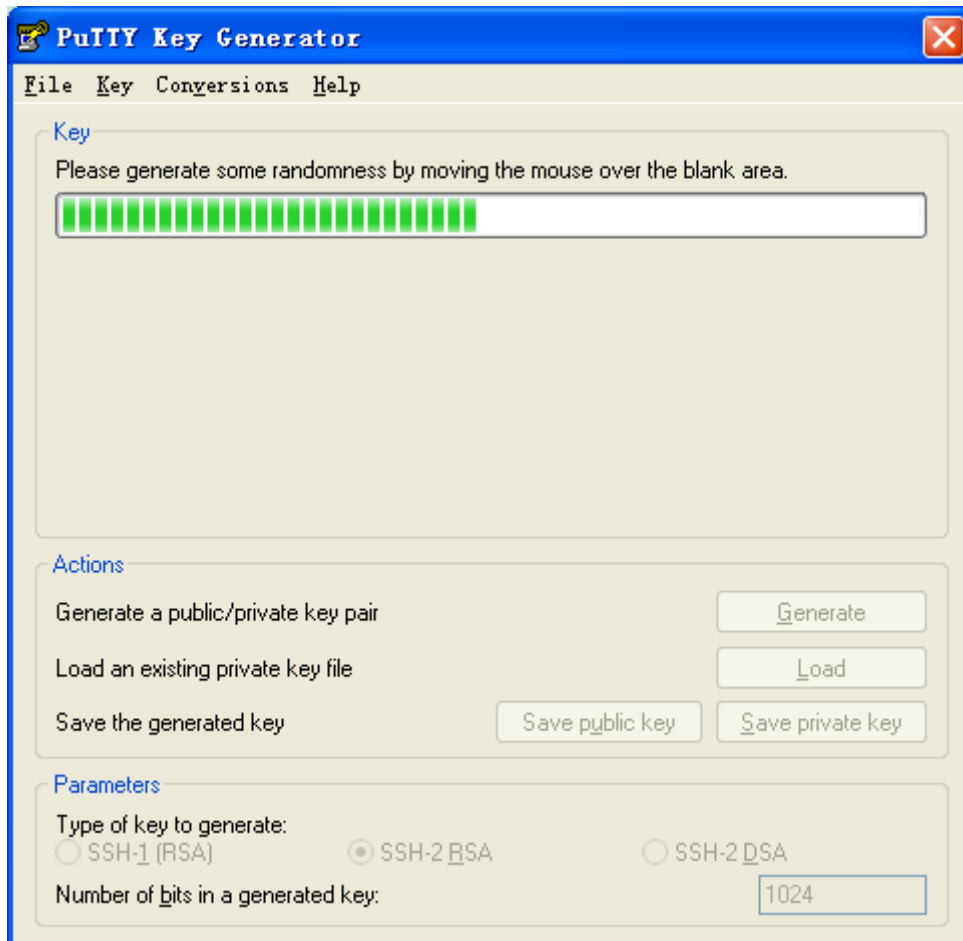 PuTTY Key Generator
File Key Conversions Help
Key
Please generate some randomness by moving the mouse over the blank area.
Actions
Generate a public/private key pair Generate
Load an existing private key file Load
Save the generated key Save public key Save private key
Parameters
Type of key to generate:
SSH-1 (RSA) SSH-2 RSA SSH-2 DSA
Number of bits in a generated key: 1024